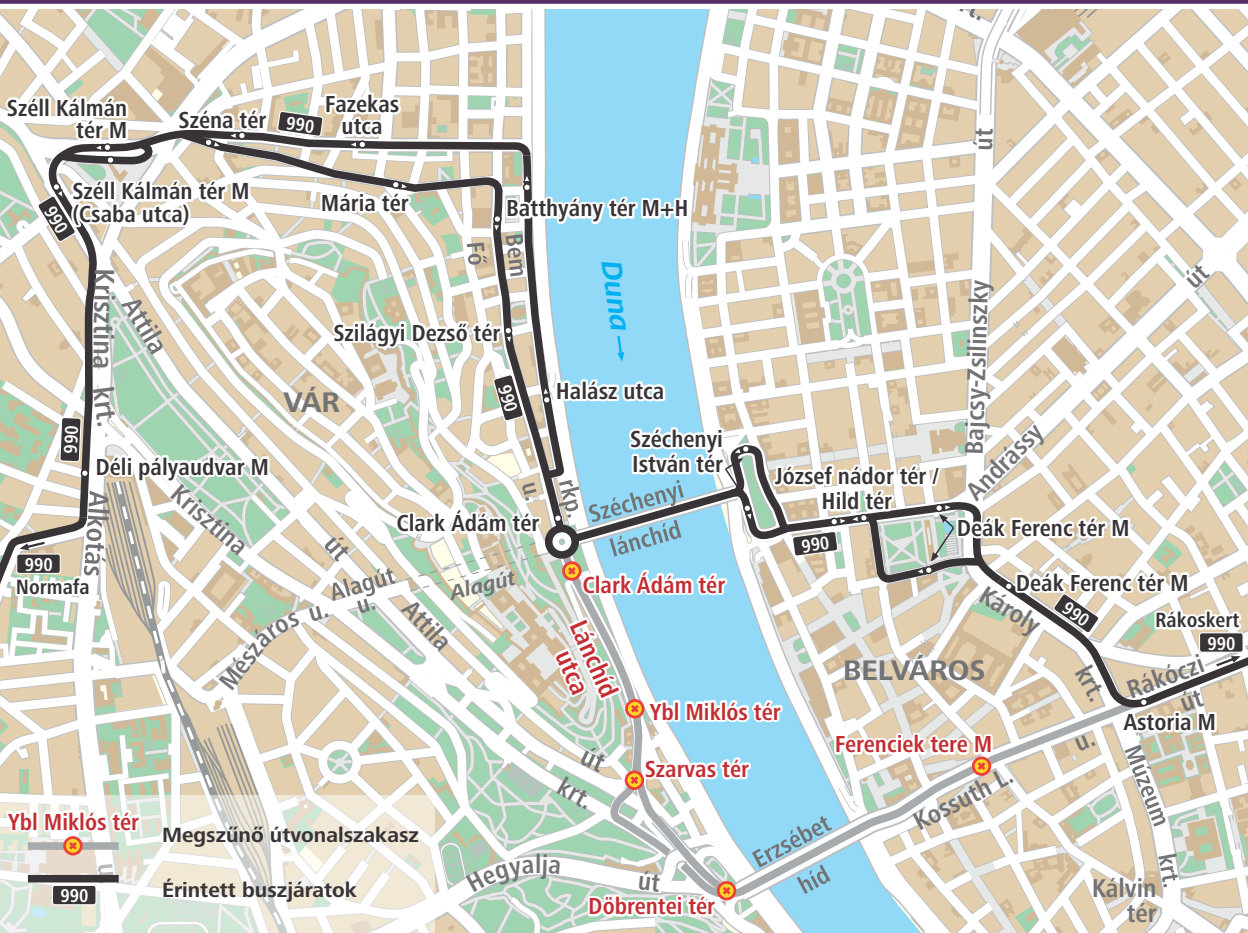 rt.
Széll Kálmán
tér M
Széna tér
990
Fazekas
utca
út
Széll Kálmán tér M
(Csaba utca)
990
Mária tér
Batthyány tér M+H
Fő
Bem
Duna →
út
Krisztina krt.
Attila
Szilágyi Dezső tér
VÁR
990
Halász utca
Bajcsy-Zsilinszky
Andrássy
Széchenyi
István tér
990
Déli pályaudvar M
József nádor tér /
Hild tér
Krisztina
u.
rkp.
Széchenyi
lánchíd
Clark Ádám tér
990
Deák Ferenc tér M
Alkotás
út
990
Normafa
Alagút
u.
Alagút
Clark Ádám tér
Deák Ferenc tér M
Károly
990
Mészáros u.
Attila
Rákoskert
990
Lánchíd
utca
BELVÁROS
krt.
Rákóczi
út
Ybl Miklós tér
Astoria M
Ferenciek tere M
u.
út
Szarvas tér
krt.
Kossuth L.
Múzeum
Ybl Miklós tér
Megszűnő útvonalszakasz
ú
Erzsébet
híd
Hegyalja
út
krt.
990
Érintett buszjáratok
Döbrentei tér
Kálvin
tér